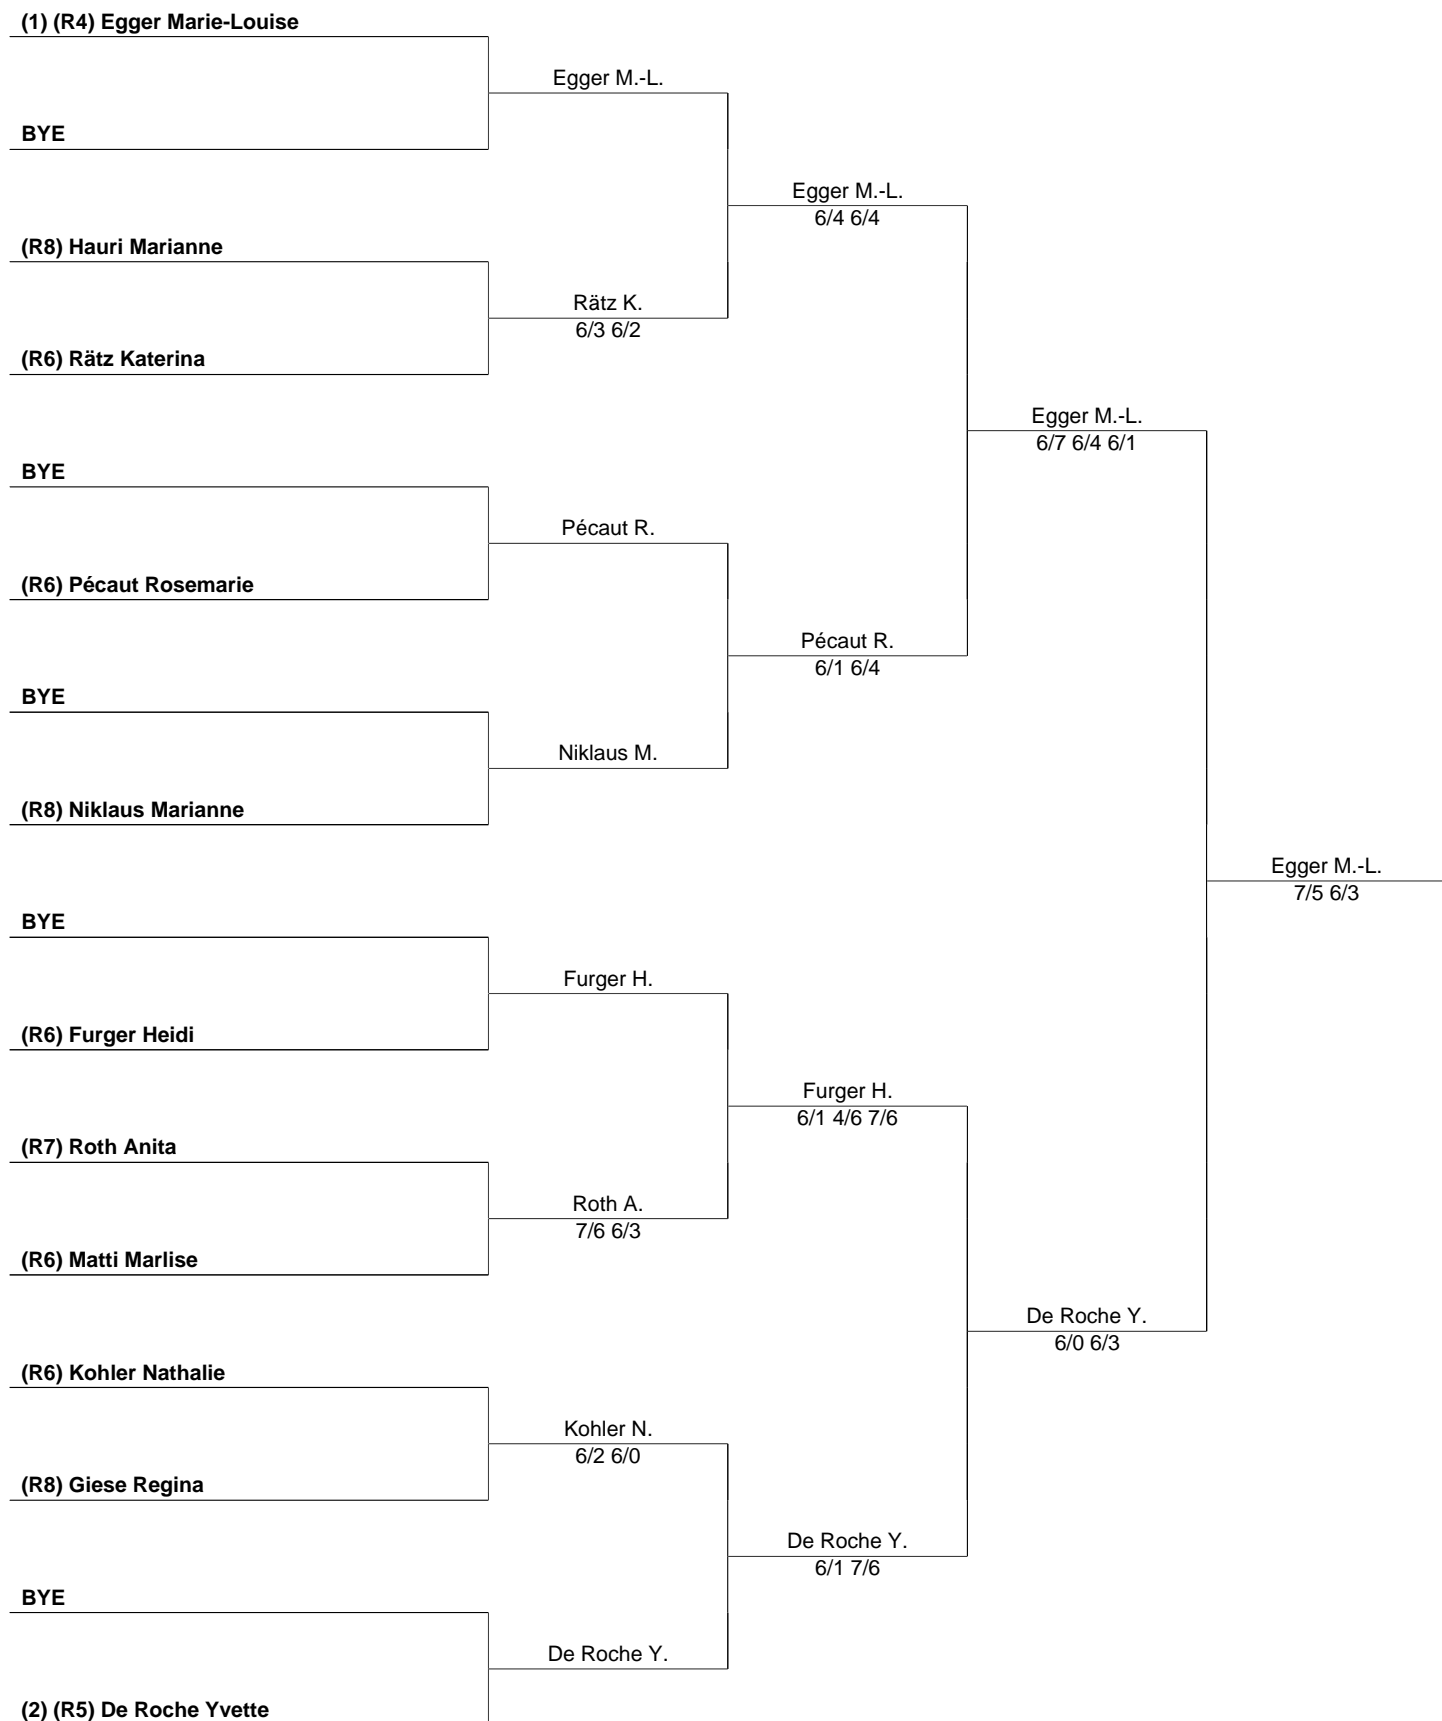 (1) (R4) Egger Marie-Louise
Egger M.-L.
BYE
Egger M.-L.
6/4 6/4
(R8) Hauri Marianne
Rätz K.
6/3 6/2
(R6) Rätz Katerina
Egger M.-L.
6/7 6/4 6/1
BYE
Pécaut R.
(R6) Pécaut Rosemarie
Pécaut R.
6/1 6/4
BYE
Niklaus M.
(R8) Niklaus Marianne
Egger M.-L.
7/5 6/3
BYE
Furger H.
(R6) Furger Heidi
Furger H.
6/1 4/6 7/6
(R7) Roth Anita
Roth A.
7/6 6/3
(R6) Matti Marlise
De Roche Y.
6/0 6/3
(R6) Kohler Nathalie
Kohler N.
6/2 6/0
(R8) Giese Regina
De Roche Y.
6/1 7/6
BYE
De Roche Y.
(2) (R5) De Roche Yvette